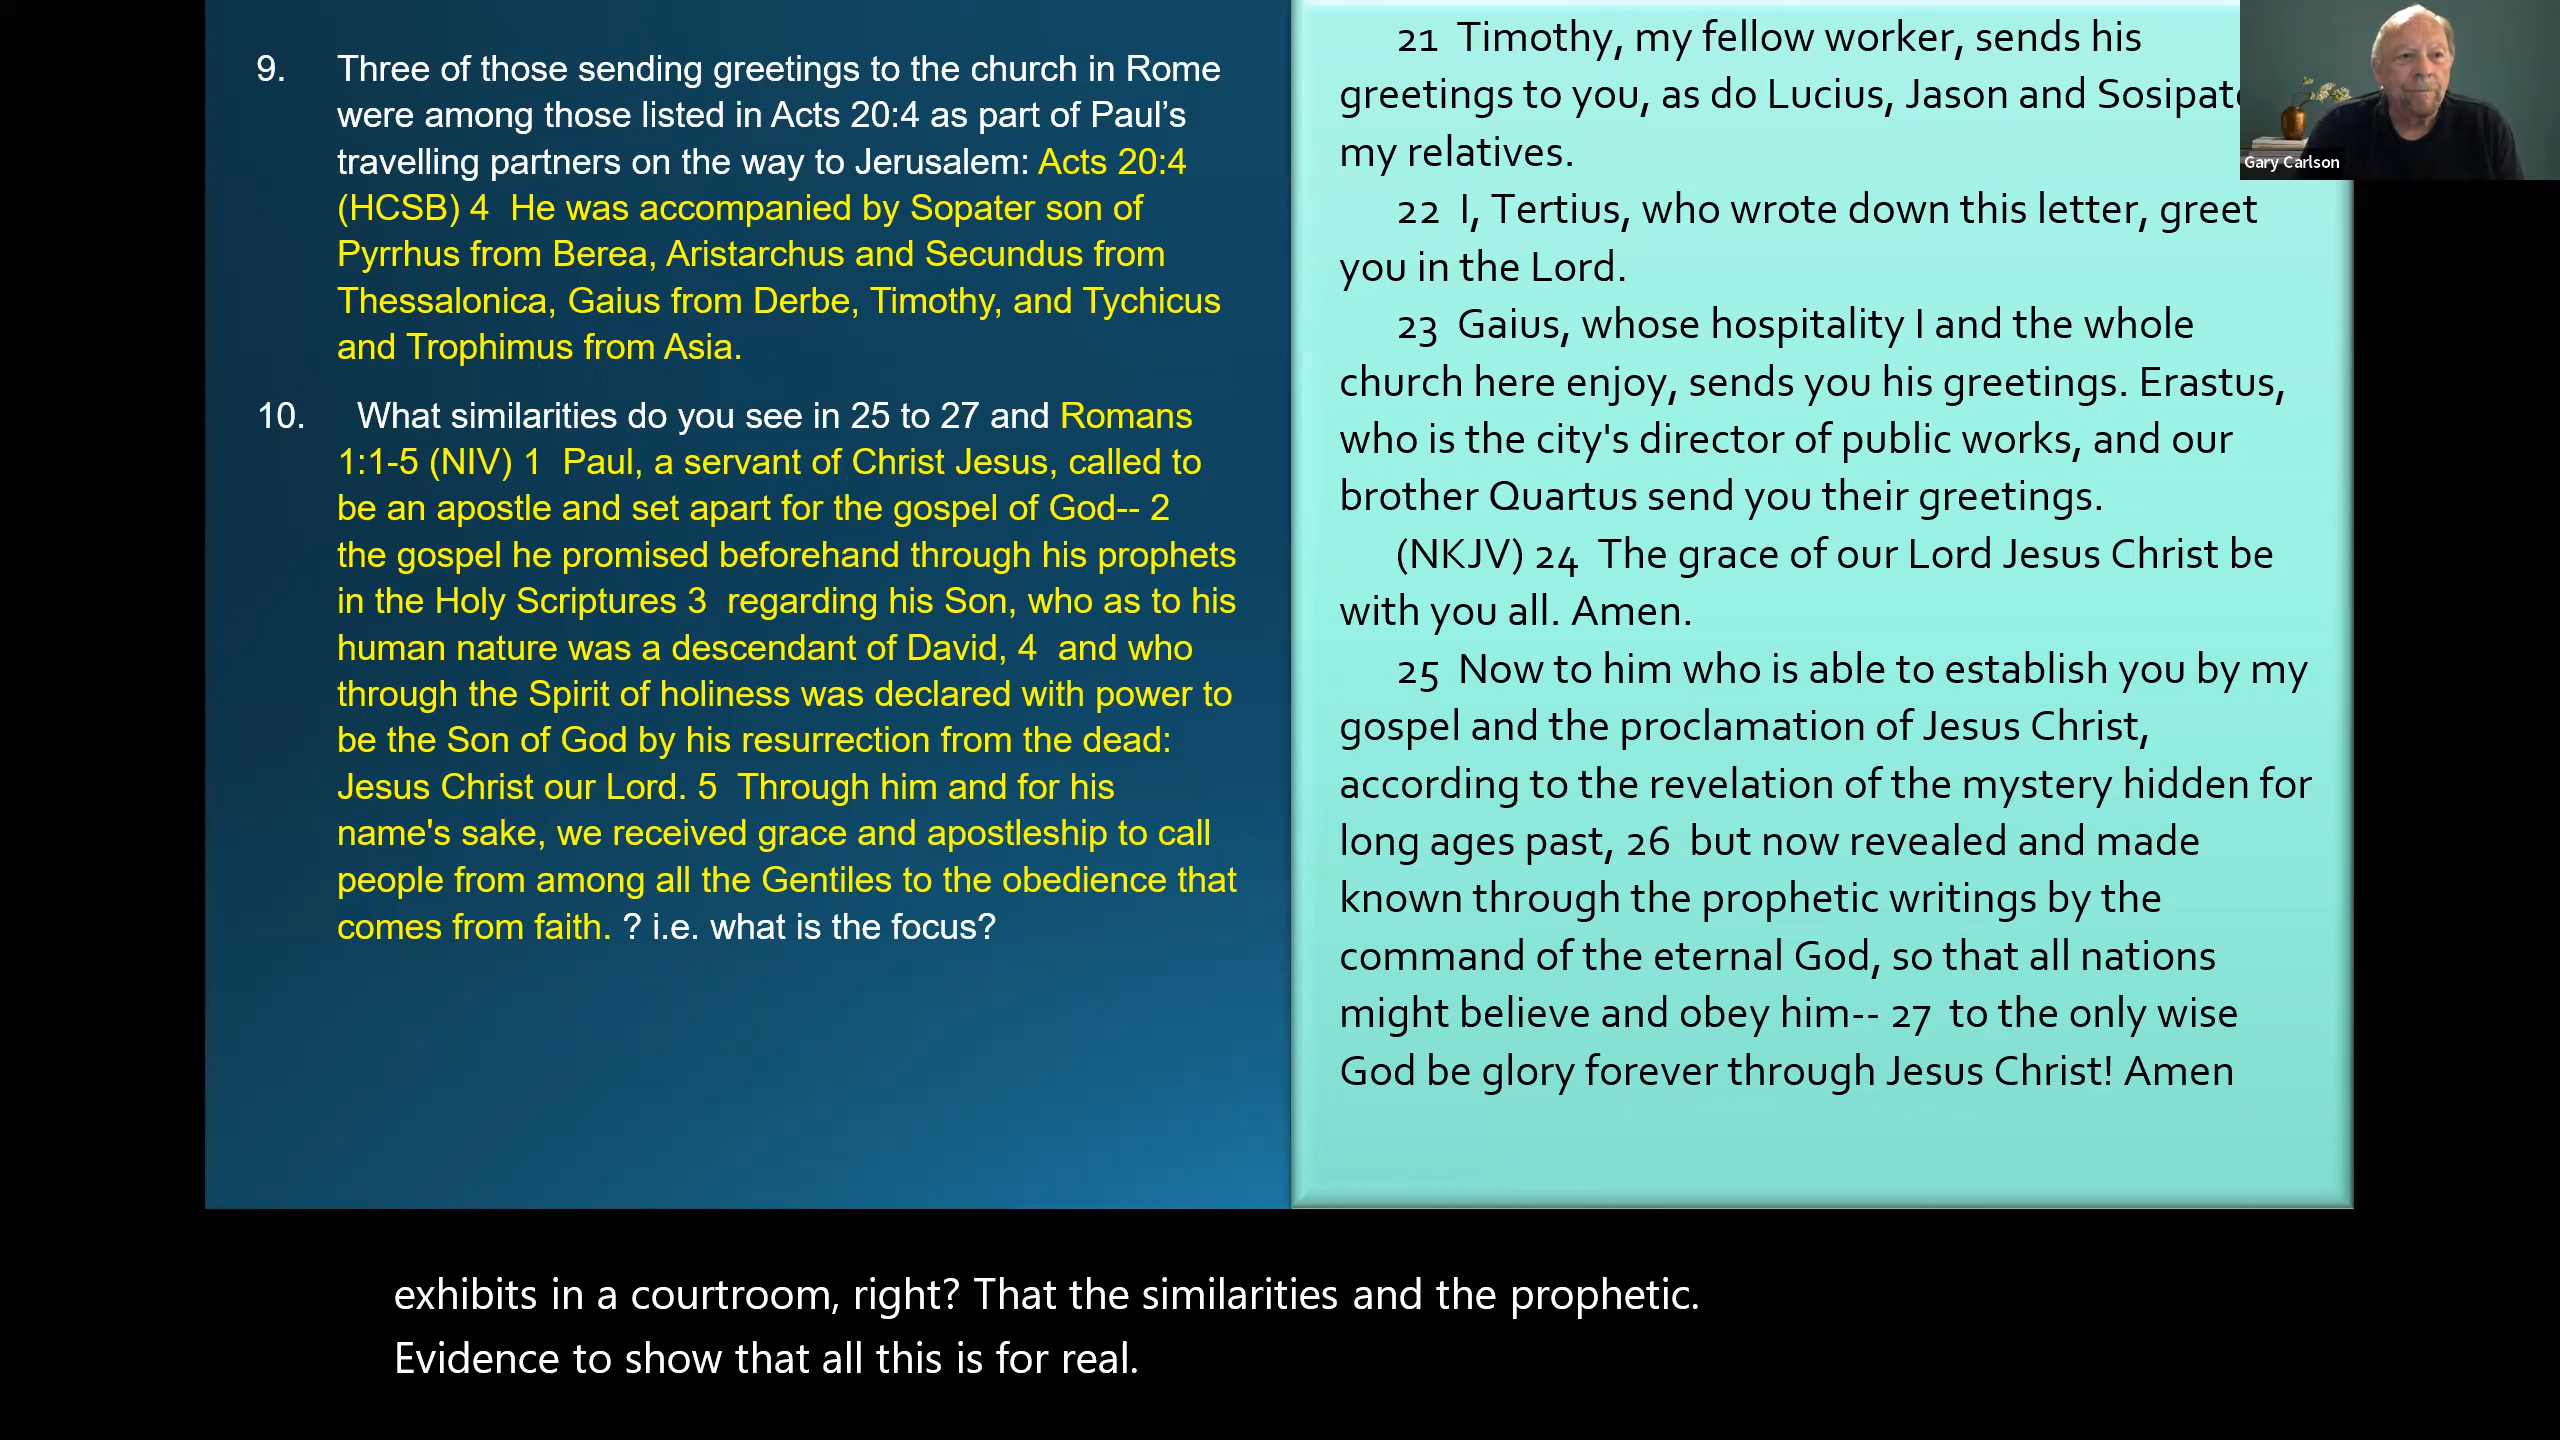 9. Three of those sending greetings to the church in Rome
were among those listed in Acts 20:4 as part of Paul’s
travelling partners on the way to Jerusalem: Acts 20:4
(HCSB) 4 He was accompanied by Sopater son of
Pyrrhus from Berea, Aristarchus and Secundus from
Thessalonica, Gaius from Derbe, Timothy, and Tychicus
and Trophimus from Asia.
10. What similarities do you see in 25 to 27 and Romans
1:1-5 (NIV) 1 Paul, a servant of Christ Jesus, called to
be an apostle and set apart for the gospel of God-- 2
the gospel he promised beforehand through his prophets
in the Holy Scriptures 3 regarding his Son, who as to his
human nature was a descendant of David, 4 and who
through the Spirit of holiness was declared with power to
be the Son of God by his resurrection from the dead:
Jesus Christ our Lord. 5 Through him and for his
name's sake, we received grace and apostleship to call
people from among all the Gentiles to the obedience that
comes from faith. ? i.e. what is the focus?
21 Timothy, my fellow worker, sends his
greetings to you, as do Lucius, Jason and
my relatives.
22 I, Tertius, who wrote down this letter, greet
you in the Lord.
23 Gaius, whose hospitality I and the whole
church here enjoy, sends you his greetings. Erastus,
who is the city's director of public works, and our
brother Quartus send you their greetings.
(NKJV) 24 The grace of our Lord Jesus Christ be
with you all. Amen.
25 Now to him who is able to establish you by my
gospel and the proclamation of Jesus Christ,
according to the revelation of the mystery hidden for
long ages past, 26 but now revealed and made
known through the prophetic writings by the
command of the eternal God, so that all nations
might believe and obey him-- 27 to the only wise
God be glory forever through Jesus Christ! Amen
Gary Carlson
exhibits in a courtroom, right? That the similarities and the prophetic.
Evidence to show that all this is for real.